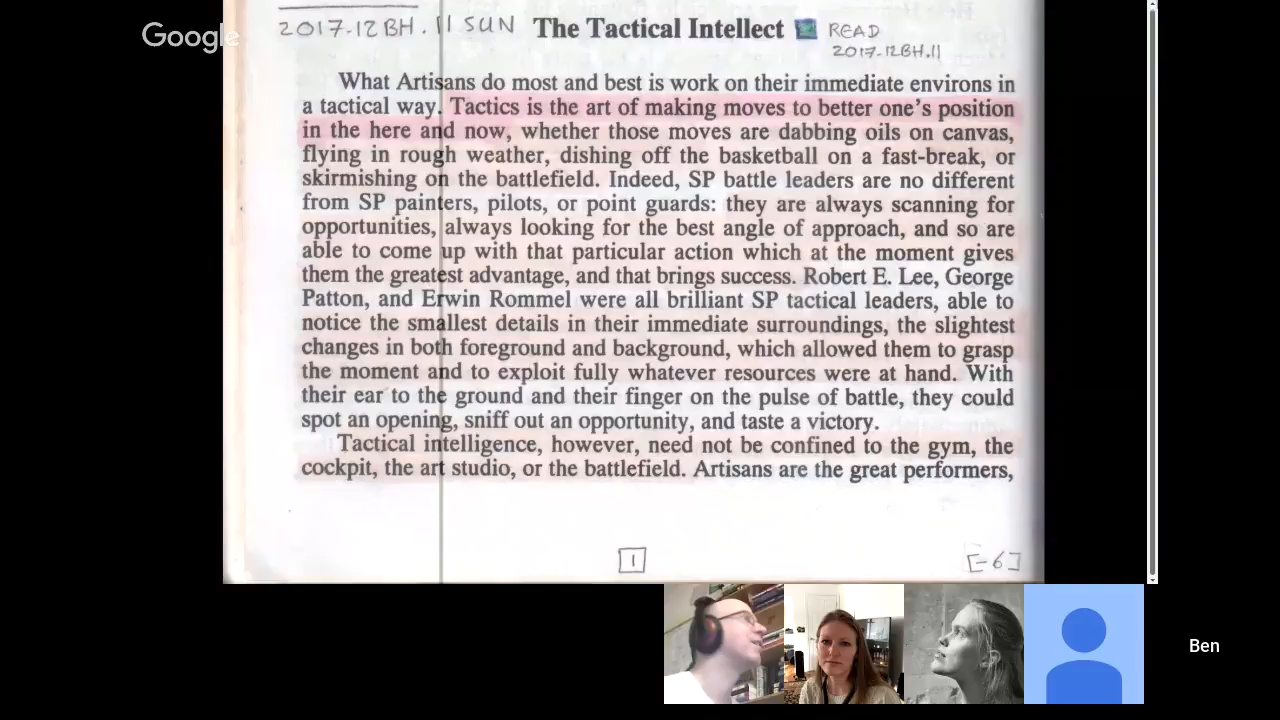 Google
2017-12BH.11 SUN The Tactical Intellect READ
2017-12BH.11
What Artisans do most and best is work on their immediate environs in
a tactical way. Tactics is the art of making moves to better one's position
in the here and now, whether those moves are dabbing oils on canvas,
flying in rough weather, dishing off the basketball on a fast-break, or
skirmishing on the battlefield. Indeed, SP battle leaders are no different
from SP painters, pilots, or point guards: they are always scanning for
opportunities, always looking for the best angle of approach, and so are
able to come up with that particular action which at the moment gives
them the greatest advantage, and that brings success. Robert E. Lee, George
Patton, and Erwin Rommel were all brilliant SP tactical leaders, able to
notice the smallest details in their immediate surroundings, the slightest
changes in both foreground and background, which allowed them to grasp
the moment and to exploit fully whatever resources were at hand. With
their ear to the ground and their finger on the pulse of battle, they could
spot an opening, sniff out an opportunity, and taste a victory.
Tactical intelligence, however, need not be confined to the gym, the
cockpit, the art studio, or the battlefield. Artisans are the great performers,
1 [-6]
Ben